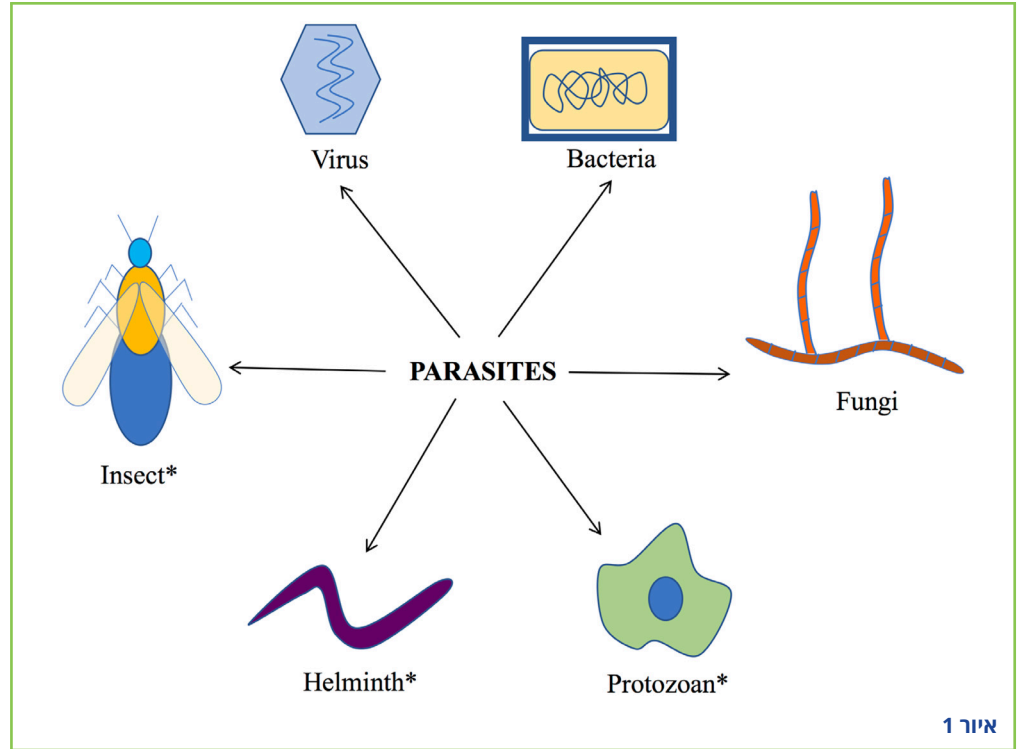 Virus
Bacteria
PARASITES
Fungi
Insect*
Helminth*
Protozoan*
איור 1